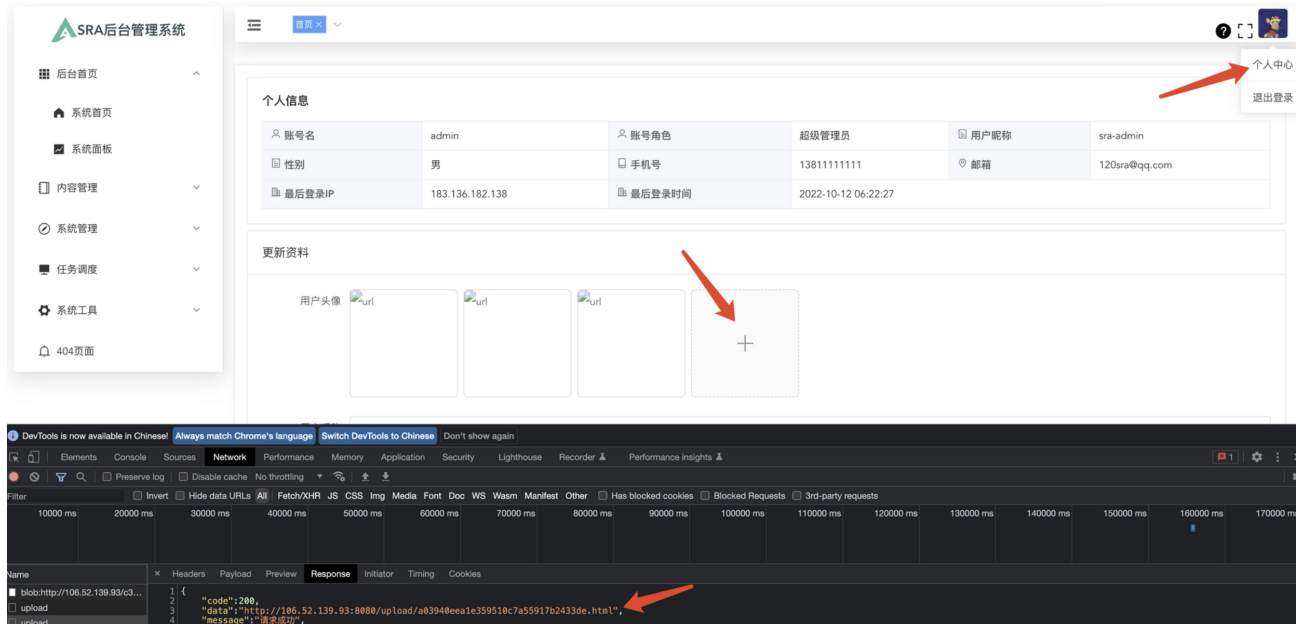 SRA后台管理系统
首页 ×
个人中心
退出登录
后台首页
系统首页
系统面板
内容管理
系统管理
任务调度
系统工具
404页面
个人信息
账号名 admin 账号角色 超级管理员 用户昵称 sra-admin
性别 男 手机号 13811111111 邮箱 120sra@qq.com
最后登录IP 183.136.182.138 最后登录时间 2022-10-12 06:22:27
更新资料
用户头像 url url url
DevTools is now available in Chinese! Always match Chrome's language Switch DevTools to Chinese Don't show again
Elements Console Sources Network Performance Memory Application Security Lighthouse Recorder Performance insights 1
Preserve log Disable cache No throttling
Filter Invert Hide data URLs All Fetch/XHR JS CSS Img Media Font Doc WS Wasm Manifest Other Has blocked cookies Blocked Requests 3rd-party requests
10000 ms 20000 ms 30000 ms 40000 ms 50000 ms 60000 ms 70000 ms 80000 ms 90000 ms 100000 ms 110000 ms 120000 ms 130000 ms 140000 ms 150000 ms 160000 ms 170000 m
Name × Headers Payload Preview Response Initiator Timing Cookies
blob:http://106.52.139.93/c3...
upload
upload
1 {
2 "code":200,
3 "data":"http://106.52.139.93:8080/upload/a03940eea1e359510c7a55917b2433de.html",
4 "message":"请求成功",